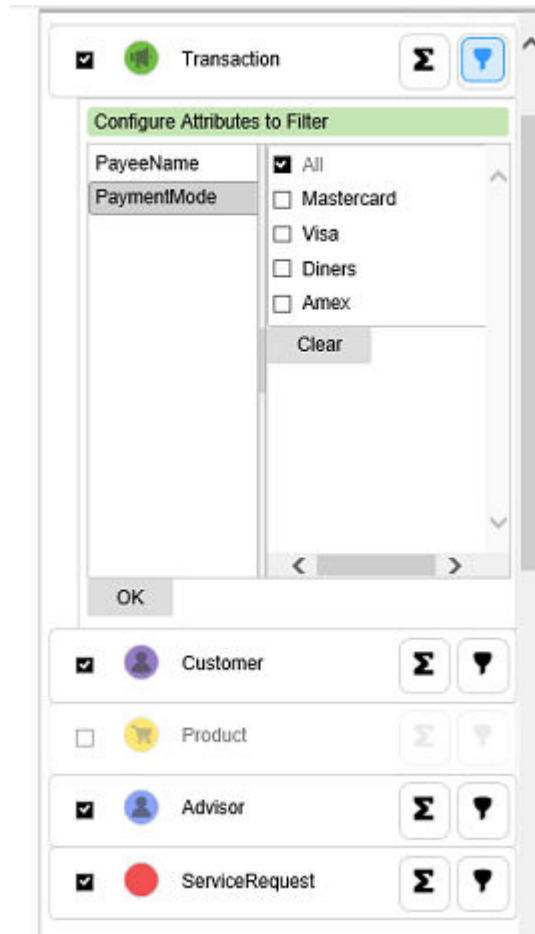 Transaction
Σ
Configure Attributes to Filter
PayeeName
PaymentMode
All
Mastercard
Visa
Diners
Amex
Clear
OK
Customer
Σ
Product
Σ
Advisor
Σ
ServiceRequest
Σ